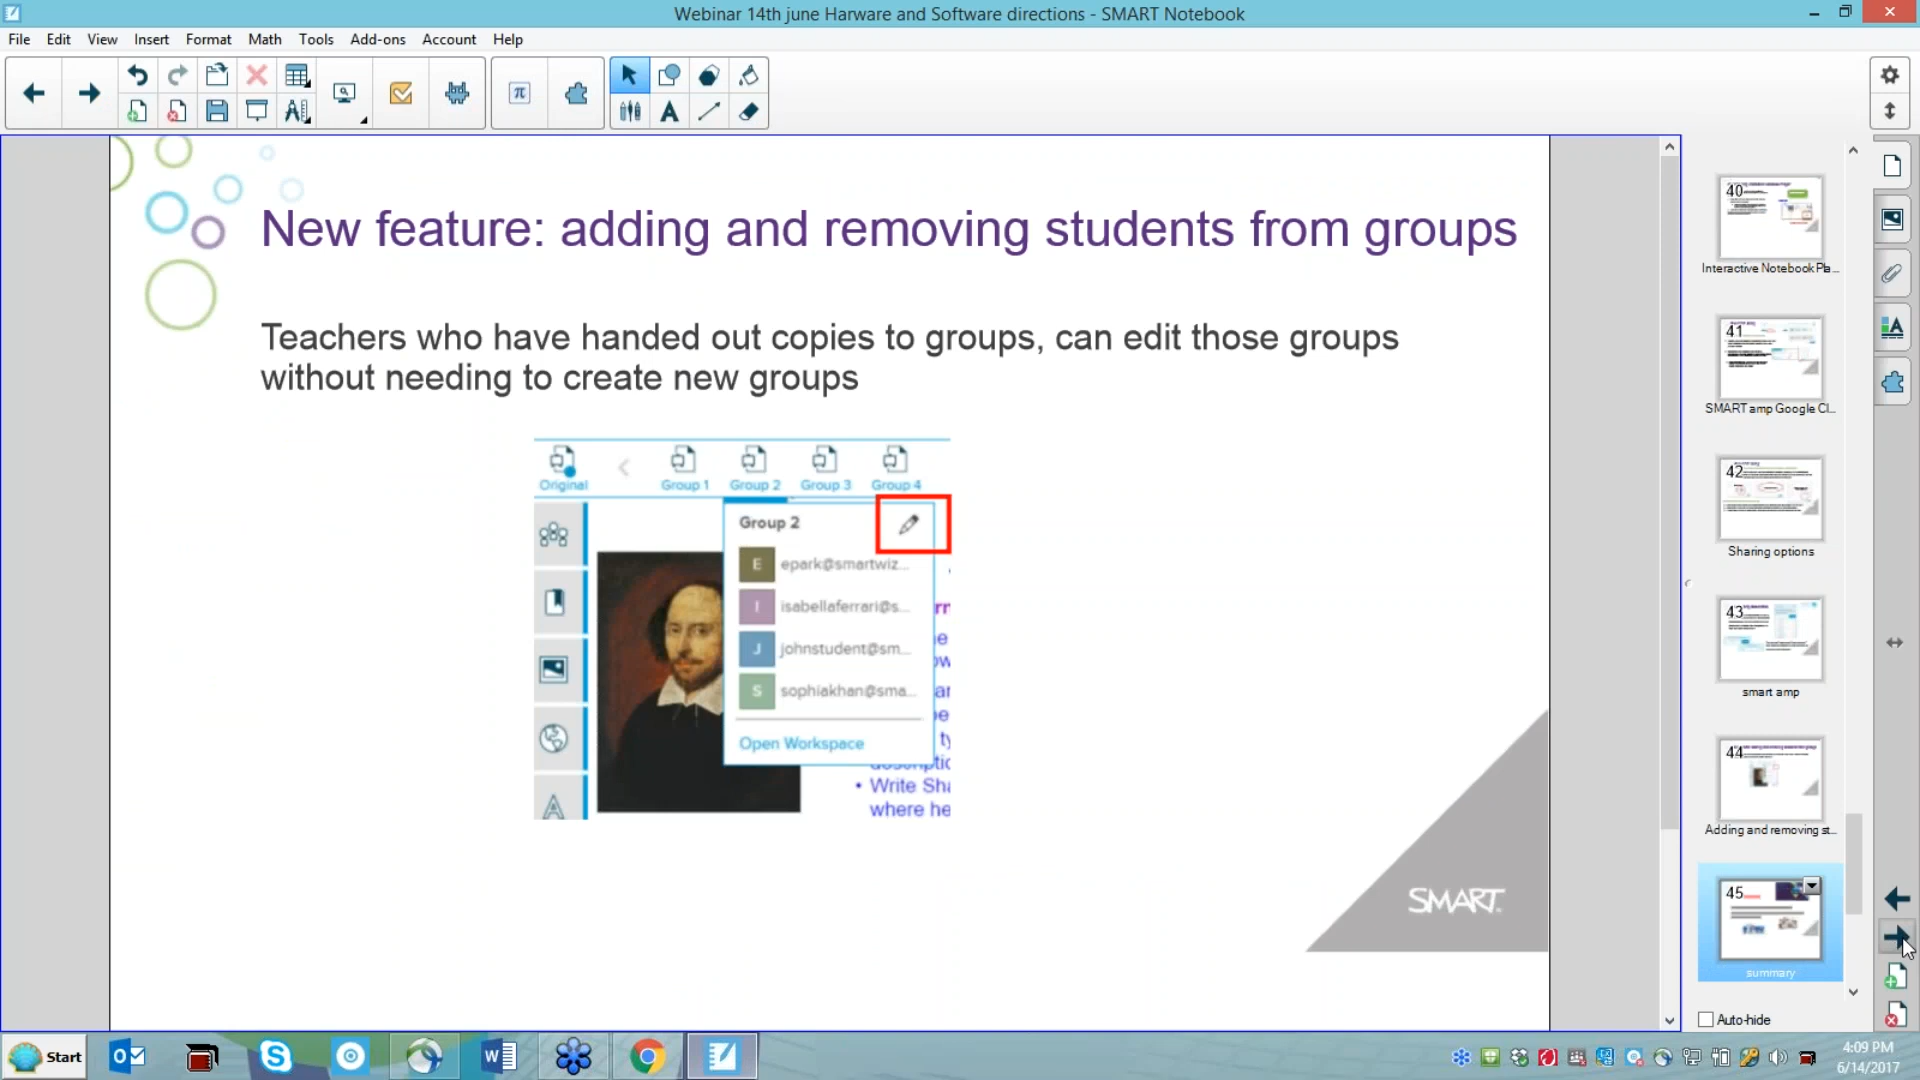 Webinar 14th june Harware and Software directions - SMART Notebook
File Edit View Insert Format Math Tools Add-ons Account Help
New feature: adding and removing students from groups
Teachers who have handed out copies to groups, can edit those groups
without needing to create new groups
Original Group 1 Group 2 Group 3 Group 4
Group 2
E epark@smartwiz...
I isabellaferrari@s...
J johnstudent@sm...
S sophiakhan@sma...
Open Workspace
• Write Sha
where he
SMART
40
Interactive Notebook Pla...
41
SMART amp Google Cl...
42
Sharing options
43
smart amp
44
Adding and removing st...
45
summary
Auto-hide
Start
4:09 PM
6/14/2017